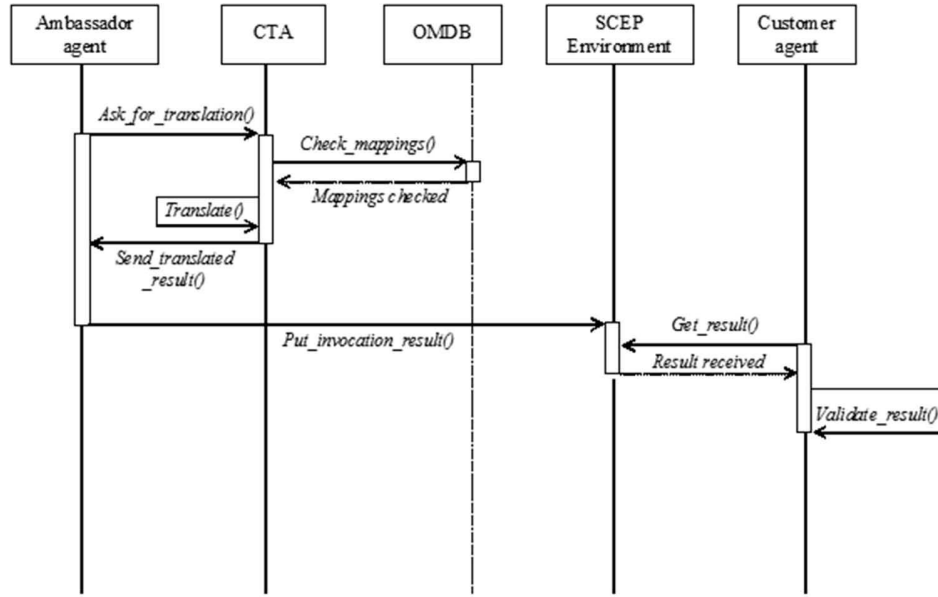 Ambassador
agent
CTA
OMDB
SCEP
Environment
Customer
agent
Ask_for_translation()
Check_mappings()
Mappings checked
Translate()
Send_translated
_result()
Put_invocation_result()
Get_result()
Result received
Validate_result()